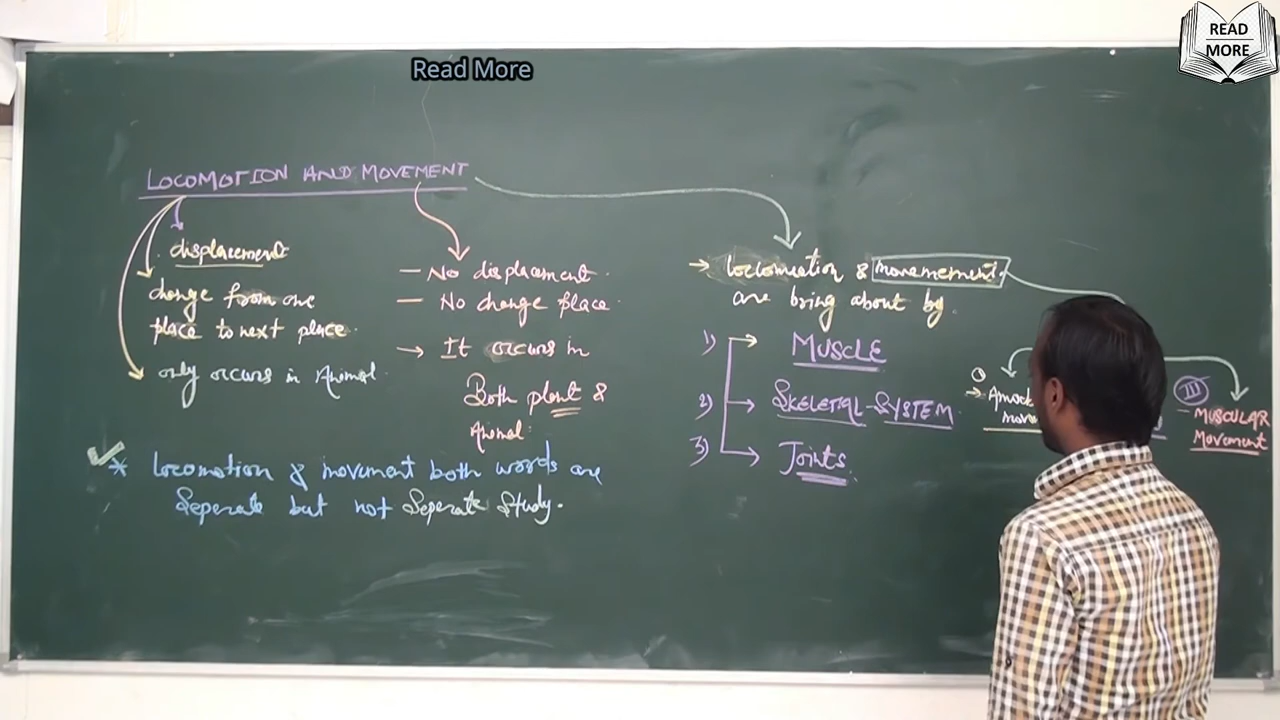 READ
MORE
Read More
LOCOMOTION AND MOVEMENT
displacement
change from one
place to next place.
only occurs in Animal.
— No displacement.
— No change place.
→ It occurs in
Both plant &
Animal.
* Locomotion & movement both words are
Seperate but not Seperate Study.
→ Locomotion & movemement.
are bring about by.
1) MUSCLE
2) SKELETAL-SYSTEM.
3) Joints.
III
- MUSCULAR
Movement